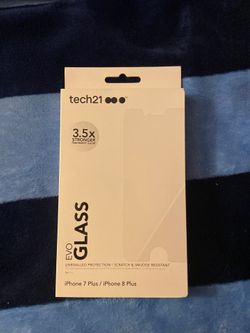 tech21
3.5x
STRONGER
EVO
GLASS
UNRIVALLED PROTECTION / SCRATCH & SMUDGE RESISTANT
iPhone 7 Plus / iPhone 8 Plus